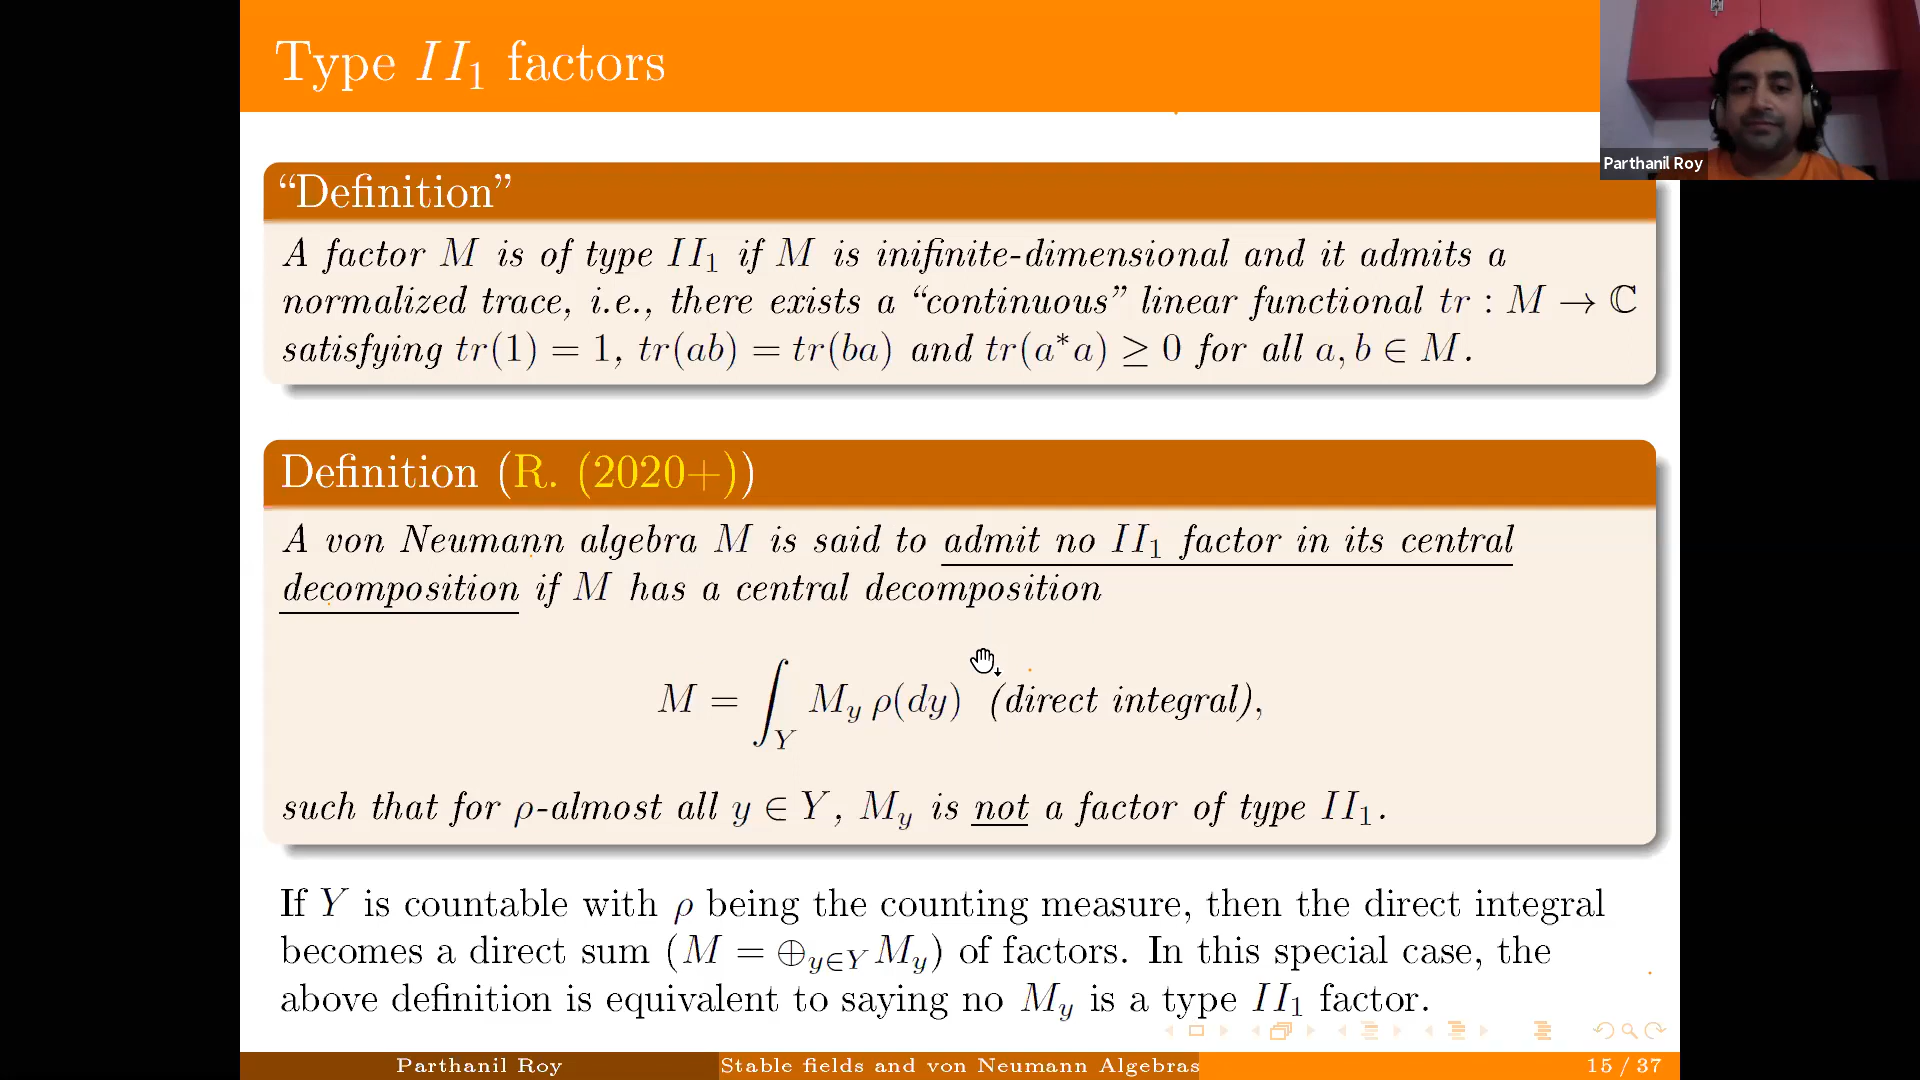 Type II₁ factors
Parthanil Roy
“Definition”
A factor M is of type II₁ if M is inifinite-dimensional and it admits a
normalized trace, i.e., there exists a “continuous” linear functional tr : M → ℂ
satisfying tr(1) = 1, tr(ab) = tr(ba) and tr(a*a) ≥ 0 for all a, b ∈ M.
Definition (R. (2020+))
A von Neumann algebra M is said to admit no II₁ factor in its central
decomposition if M has a central decomposition
M = ∫_Y M_y ρ(dy) (direct integral),
such that for ρ-almost all y ∈ Y, M_y is not a factor of type II₁.
If Y is countable with ρ being the counting measure, then the direct integral
becomes a direct sum (M = ⊕_{y∈Y} M_y) of factors. In this special case, the
above definition is equivalent to saying no M_y is a type II₁ factor.
Parthanil Roy Stable fields and von Neumann Algebras 15 / 37